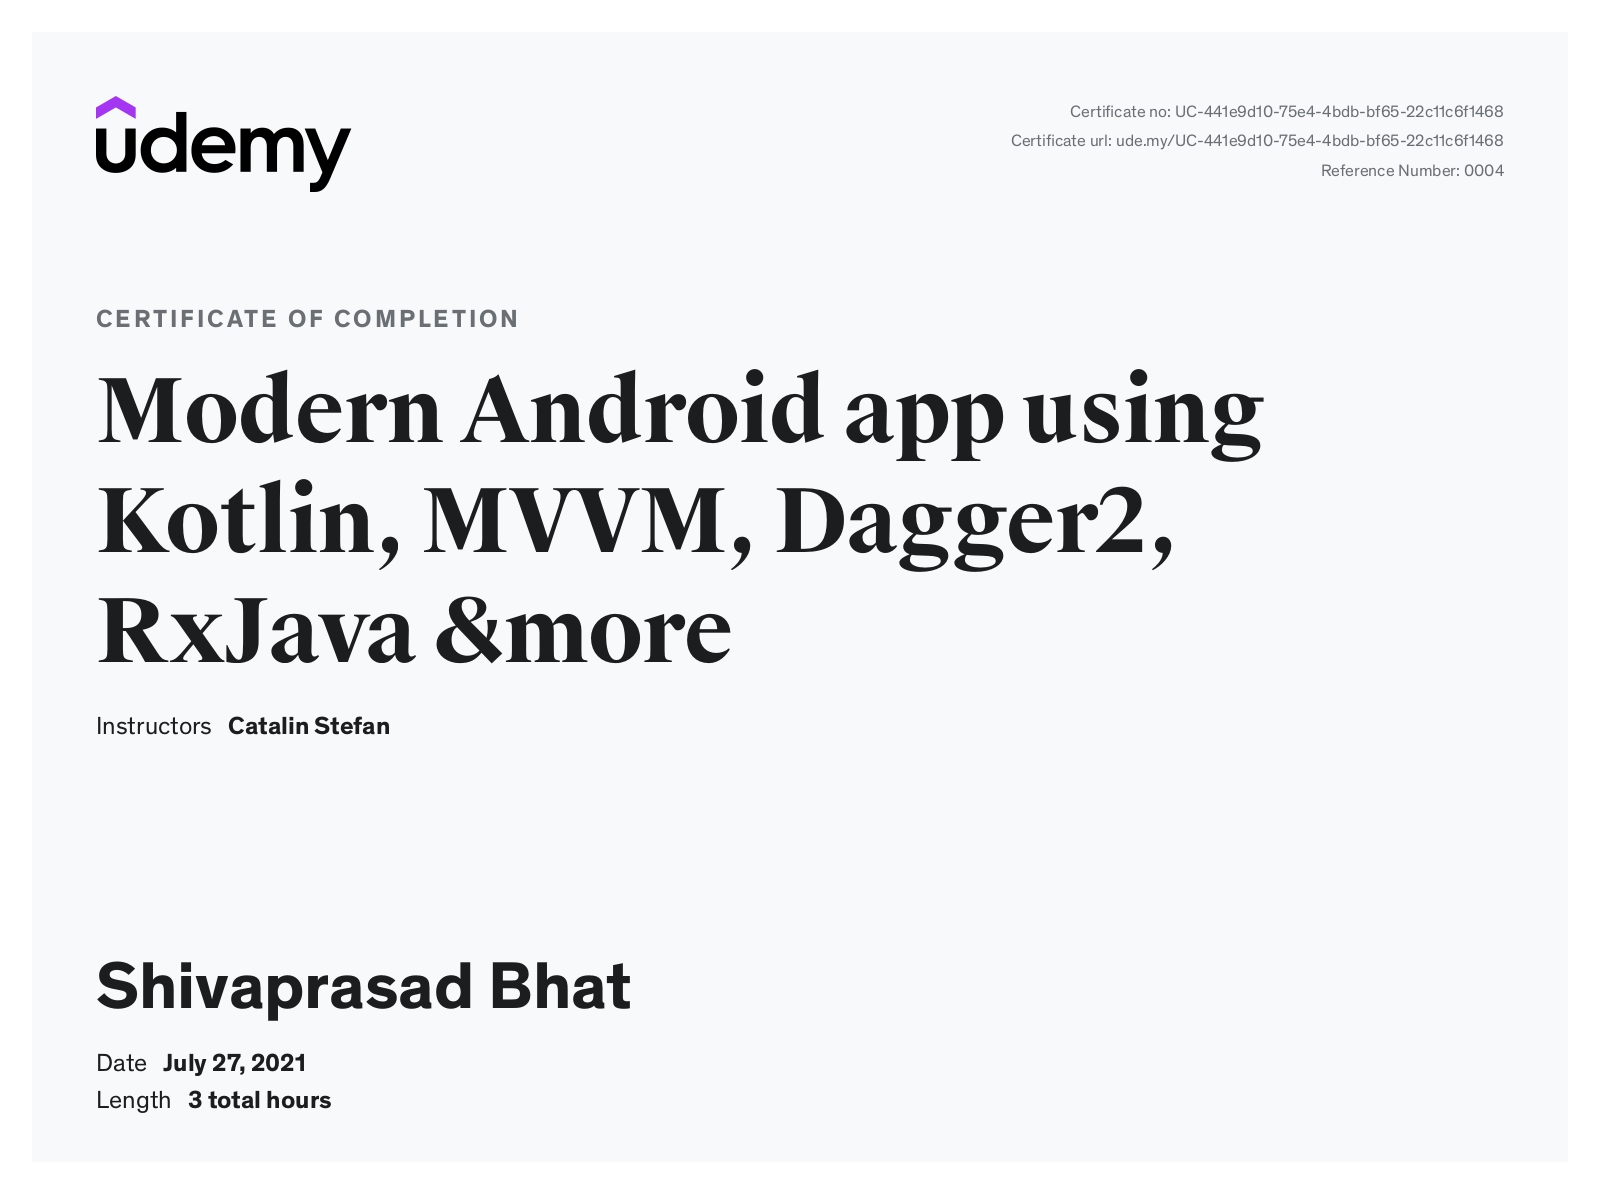 udemy
Certificate no: UC-441e9d10-75e4-4bdb-bf65-22c11c6f1468
Certificate url: ude.my/UC-441e9d10-75e4-4bdb-bf65-22c11c6f1468
Reference Number: 0004
CERTIFICATE OF COMPLETION
Modern Android app using
Kotlin, MVVM, Dagger2,
RxJava &more
Instructors Catalin Stefan
Shivaprasad Bhat
Date July 27, 2021
Length 3 total hours